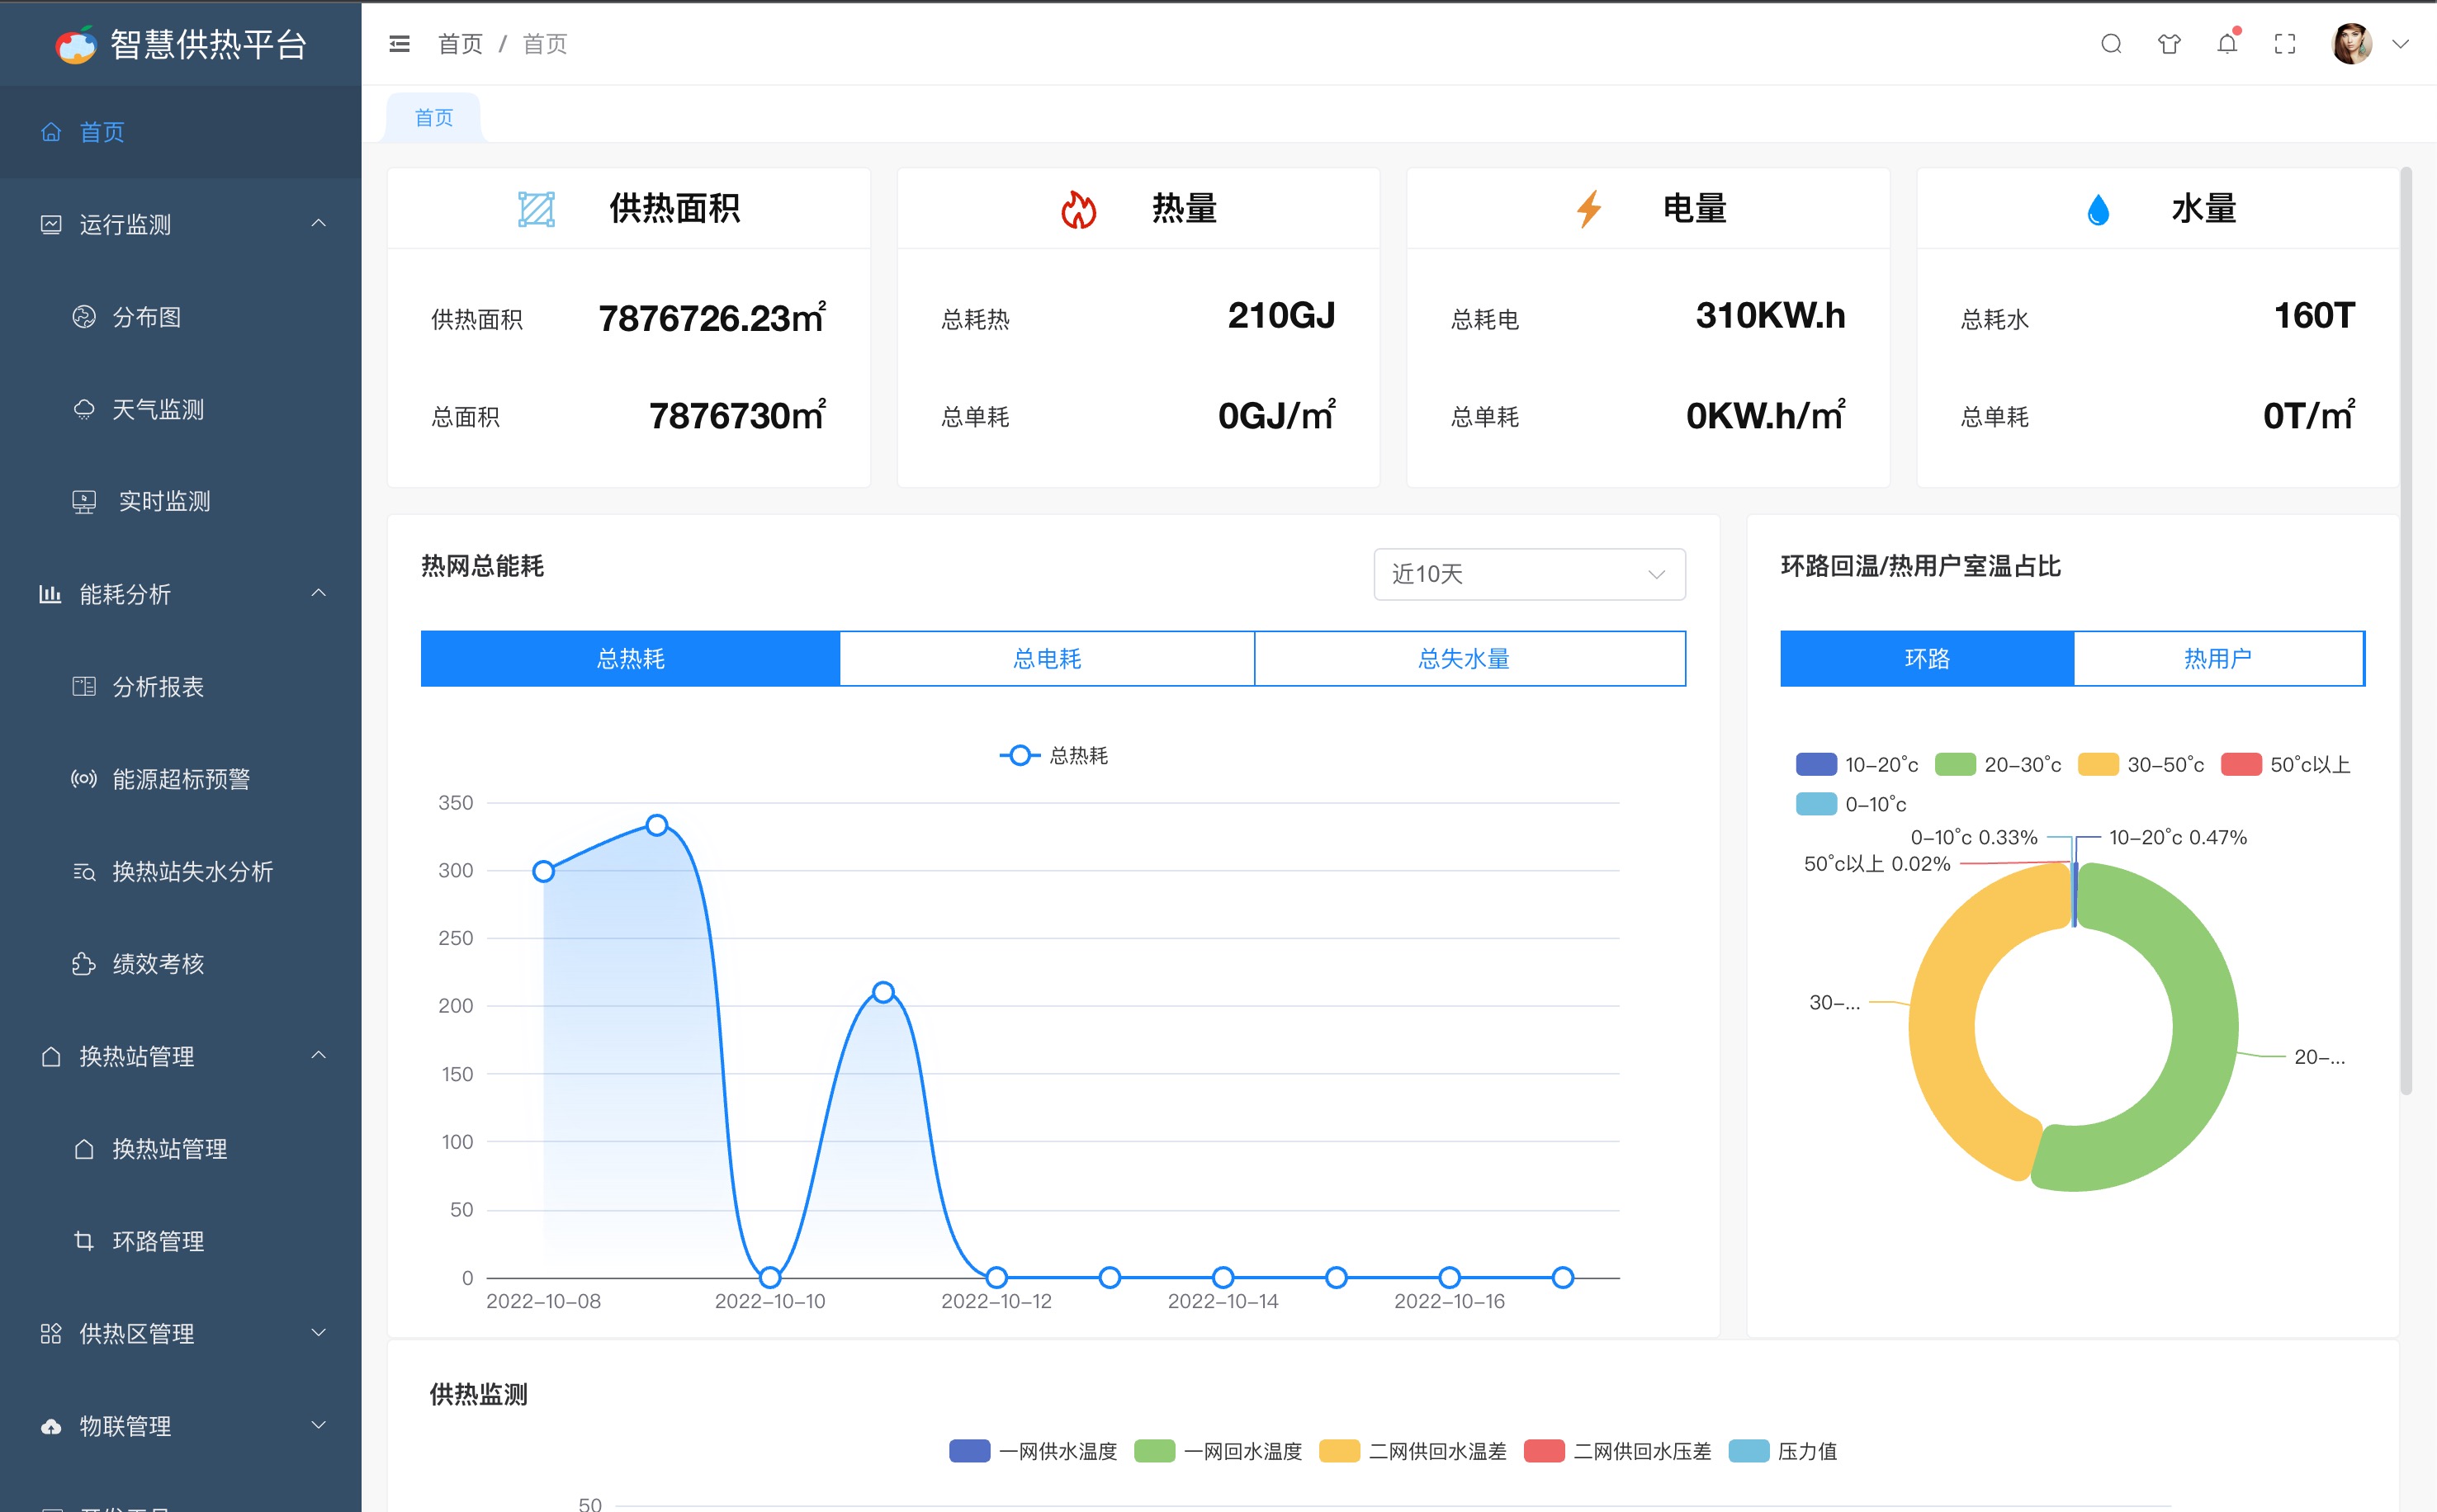 智慧供热平台
首页
运行监测
分布图
天气监测
实时监测
能耗分析
分析报表
能源超标预警
换热站失水分析
绩效考核
换热站管理
换热站管理
环路管理
供热区管理
物联管理
首页 / 首页
首页
供热面积
供热面积 7876726.23㎡
总面积 7876730㎡
热量
总耗热 210GJ
总单耗 0GJ/㎡
电量
总耗电 310KW.h
总单耗 0KW.h/㎡
水量
总耗水 160T
总单耗 0T/㎡
热网总能耗
近10天
总热耗 总电耗 总失水量
总热耗
350
300
250
200
150
100
50
0
2022-10-08 2022-10-10 2022-10-12 2022-10-14 2022-10-16
环路回温/热用户室温占比
环路 热用户
10-20°c 20-30°c 30-50°c 50°c以上
0-10°c
0-10°c 0.33% 10-20°c 0.47%
50°c以上 0.02%
30-...
20-...
供热监测
一网供水温度 一网回水温度 二网供回水温差 二网供回水压差 压力值
50